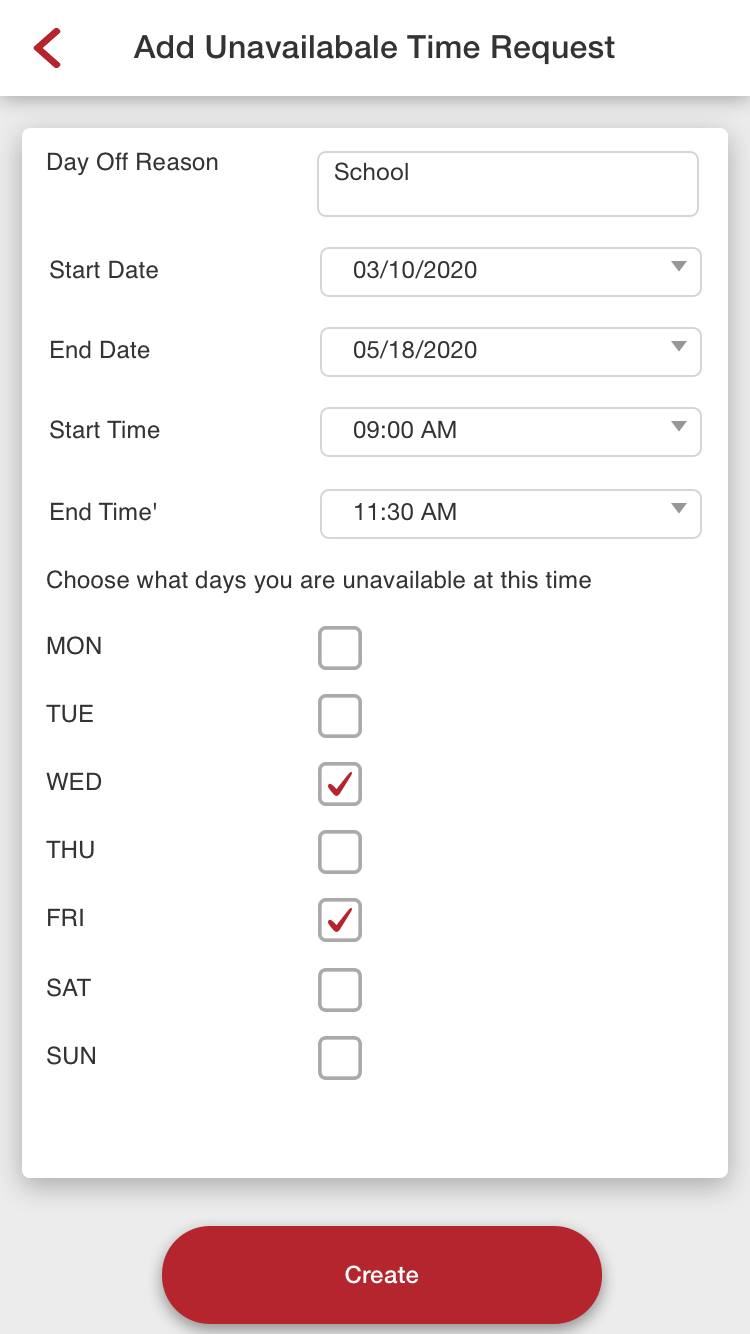 Add Unavailabale Time Request
Day Off Reason School
Start Date 03/10/2020
End Date 05/18/2020
Start Time 09:00 AM
End Time' 11:30 AM
Choose what days you are unavailable at this time
MON
TUE
WED
THU
FRI
SAT
SUN
Create